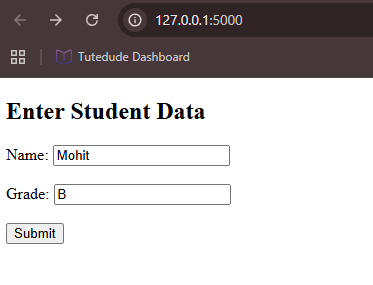 127.0.0.1:5000
Tutedude Dashboard
Enter Student Data
Name: Mohit
Grade: B
Submit